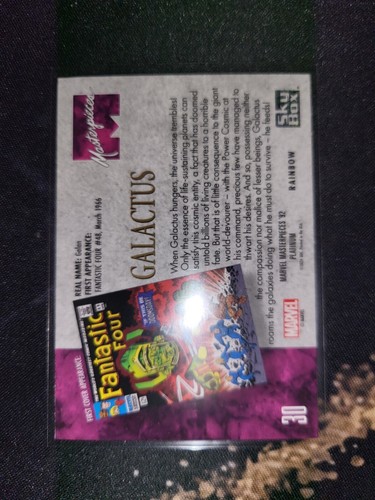 Masterpieces
SkyBox
REAL NAME: Galan
FIRST APPEARANCE:
FANTASTIC FOUR #48, March 1966
GALACTUS
When Galactus hungers, the universe trembles!
Only the essence of life-sustaining planets can
satisfy this cosmic entity, a fact that has doomed
untold billions of living creatures to a horrible
fate. But that is of little consequence to the giant
world-devourer – with the Power Cosmic at
his command, precious few have managed to
thwart his desires. And so, possessing neither
the compassion nor malice of lesser beings, Galactus
roams the galaxies doing what he must do to survive – he feeds!
MARVEL MASTERPIECES '92
PLATINUM
RAINBOW
FIRST COVER APPEARANCE:
Fantastic
Four
MARVEL
30